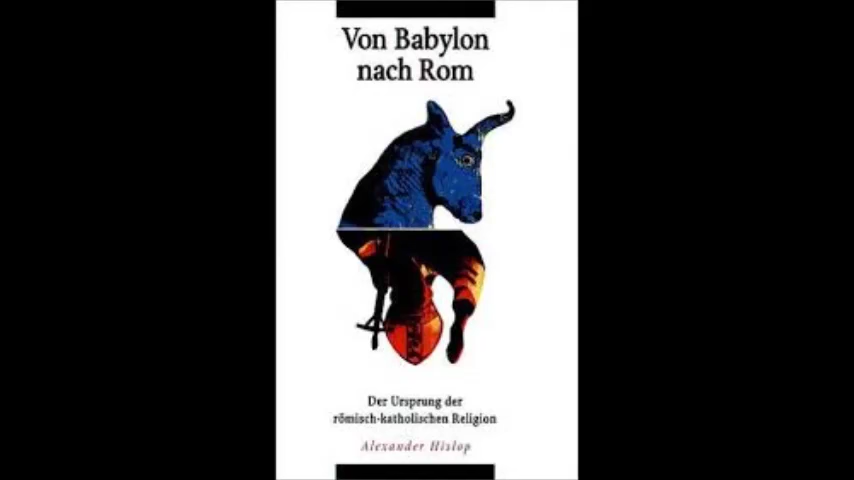 Von Babylon
nach Rom
Der Ursprung der
römisch-katholischen Religion
Alexander Hislop